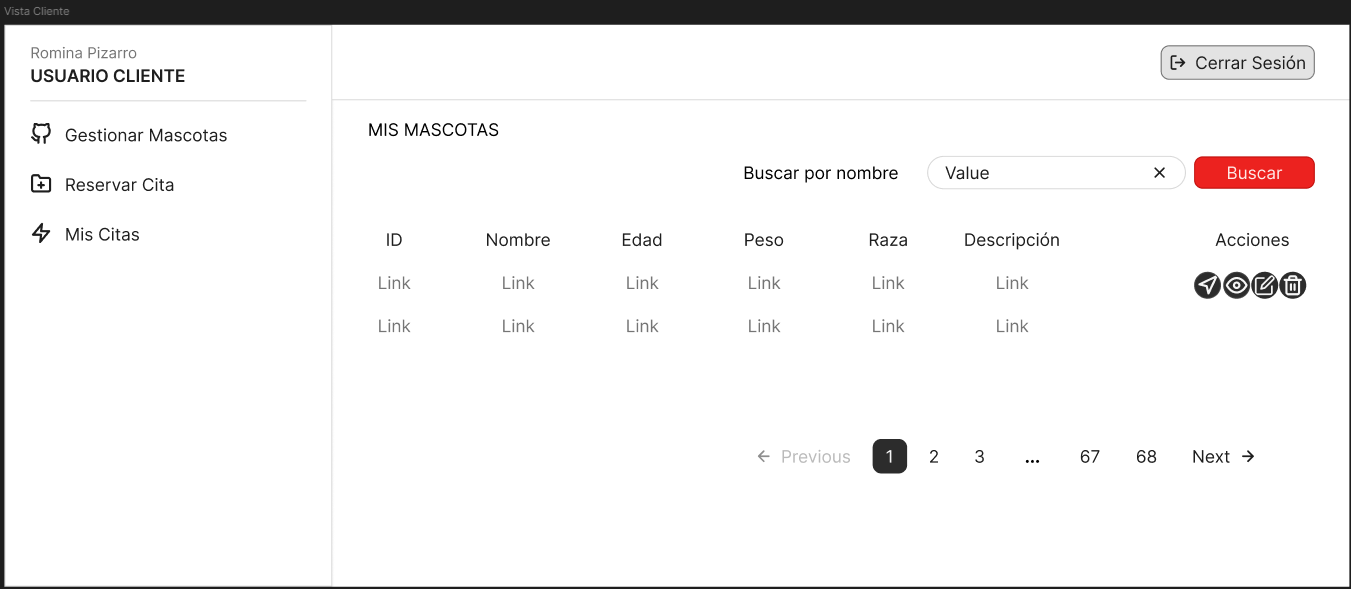 Vista Cliente
Romina Pizarro
USUARIO CLIENTE
Gestionar Mascotas
Reservar Cita
Mis Citas
Cerrar Sesión
MIS MASCOTAS
Buscar por nombre Value Buscar
ID Nombre Edad Peso Raza Descripción Acciones
Link Link Link Link Link Link
Link Link Link Link Link Link
Previous 1 2 3 ... 67 68 Next